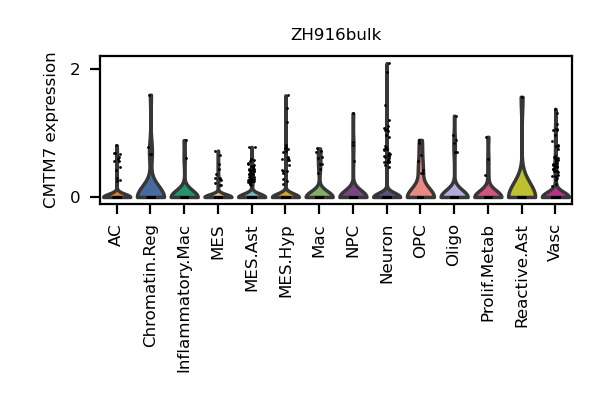 ZH916bulk
CMTM7 expression
2
0
AC
Chromatin.Reg
Inflammatory.Mac
MES
MES.Ast
MES.Hyp
Mac
NPC
Neuron
OPC
Oligo
Prolif.Metab
Reactive.Ast
Vasc